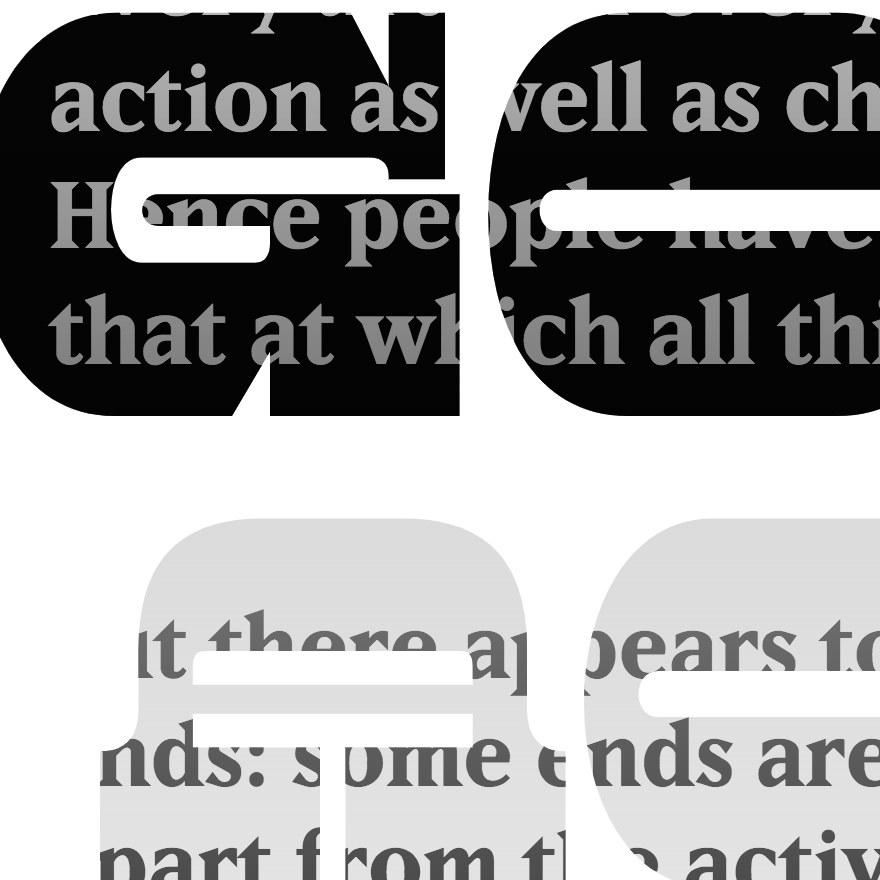 action as well as ch
Hence people have
that at which all thi
ut there appears to
nds: some ends are
part from the activ